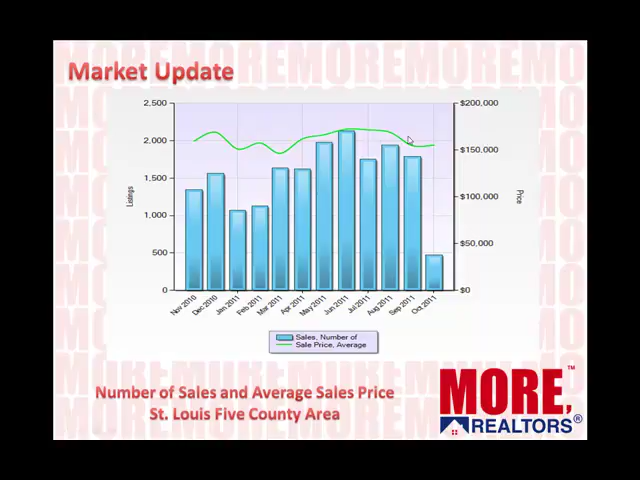 Market Update
2,500
2,000
1,500
1,000
500
0
Listings
$200,000
$150,000
$100,000
$50,000
$0
Price
Nov 2010
Dec 2010
Jan 2011
Feb 2011
Mar 2011
Apr 2011
May 2011
Jun 2011
Jul 2011
Aug 2011
Sep 2011
Oct 2011
Sales, Number of
Sale Price, Average
Number of Sales and Average Sales Price
St. Louis Five County Area
MORE,™
REALTORS®